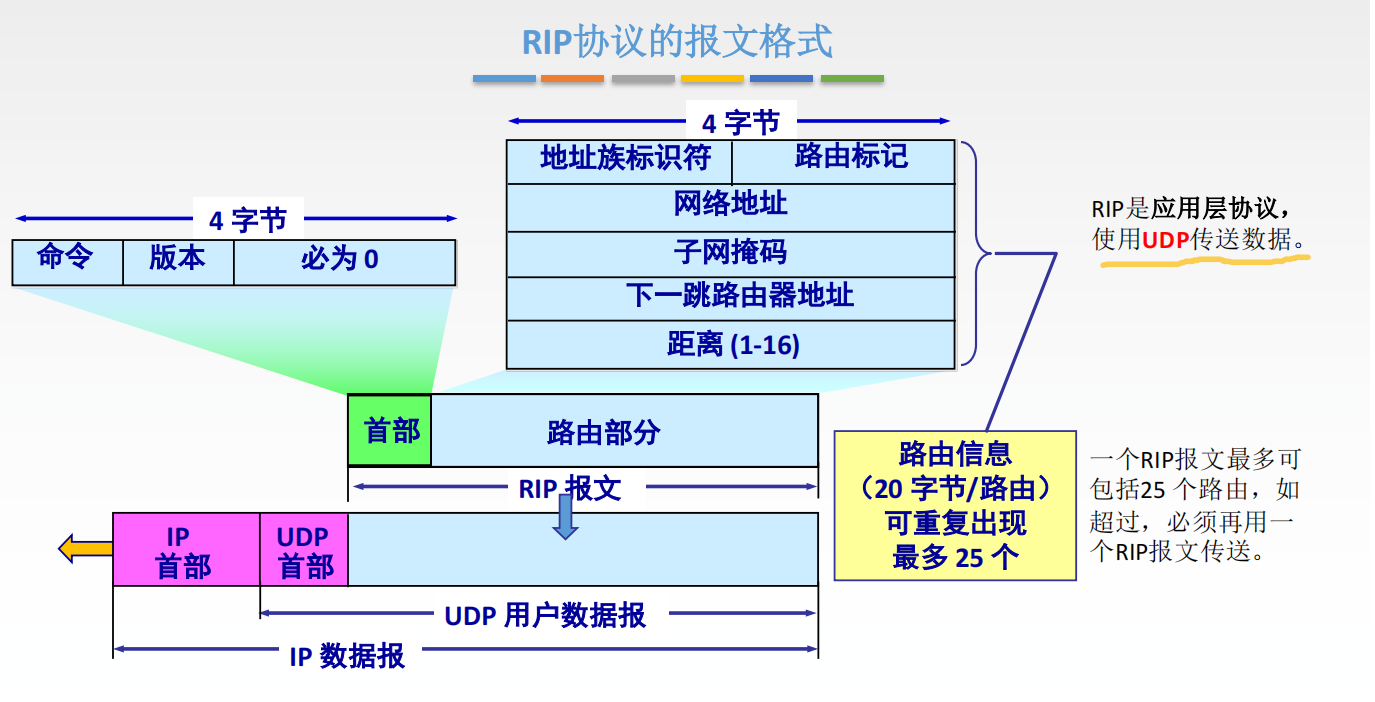 RIP协议的报文格式
4 字节
地址族标识符 路由标记
网络地址
子网掩码
下一跳路由器地址
距离 (1-16)
4 字节
命令 版本 必为 0
RIP是应用层协议，
使用UDP传送数据。
首部 路由部分
RIP 报文
路由信息
（20 字节/路由）
可重复出现
最多 25 个
一个RIP报文最多可
包括25 个路由，如
超过，必须再用一
个RIP报文传送。
IP
首部
UDP
首部
UDP 用户数据报
IP 数据报